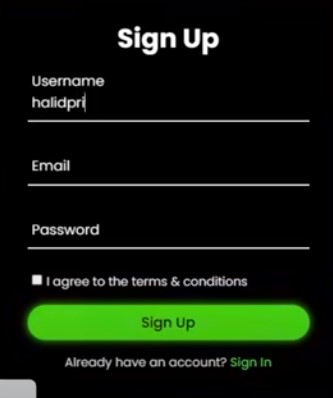 Sign Up
Username
halidpri
Email
Password
I agree to the terms & conditions
Sign Up
Already have an account? Sign In